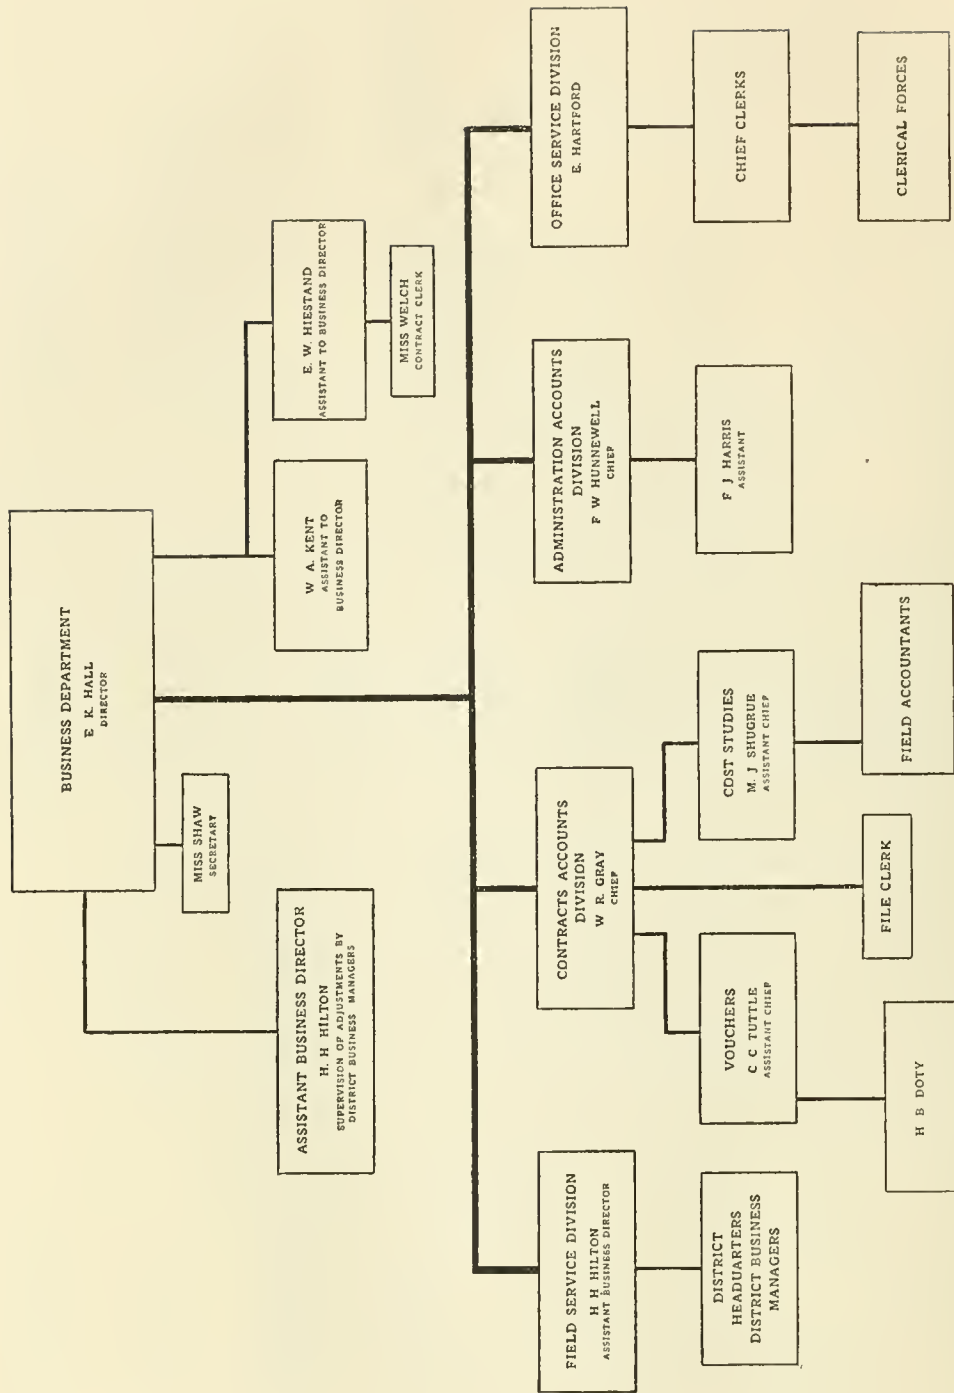 BUSINESS DEPARTMENT
E K. HALL
DIRECTOR
MISS SHAW
SECRETARY
ASSISTANT BUSINESS DIRECTOR
H. H HILTON
SUPERVISION OF ADJUSTMENTS BY
DISTRICT BUSINESS MANAGERS
W A. KENT
ASSISTANT TO
BUSINESS DIRECTOR
E. W. HIESTAND
ASSISTANT TO BUSINESS DIRECTOR
MISS WELCH
CONTRACT CLERK
FIELD SERVICE DIVISION
H H HILTON
ASSISTANT BUSINESS DIRECTOR
DISTRICT
HEADUARTERS
DISTRICT BUSINESS
MANAGERS
CONTRACTS ACCOUNTS
DIVISION
W R. GRAY
CHIEF
VOUCHERS
C C TUTTLE
ASSISTANT CHIEF
H B DOTY
FILE CLERK
COST STUDIES
M. J SHUGRUE
ASSISTANT CHIEF
FIELD ACCOUNTANTS
ADMINISTRATION ACCOUNTS
DIVISION
F W HUNNEWELL
CHIEF
F J HARRIS
ASSISTANT
OFFICE SERVICE DIVISION
E. HARTFORD
CHIEF CLERKS
CLERICAL FORCES